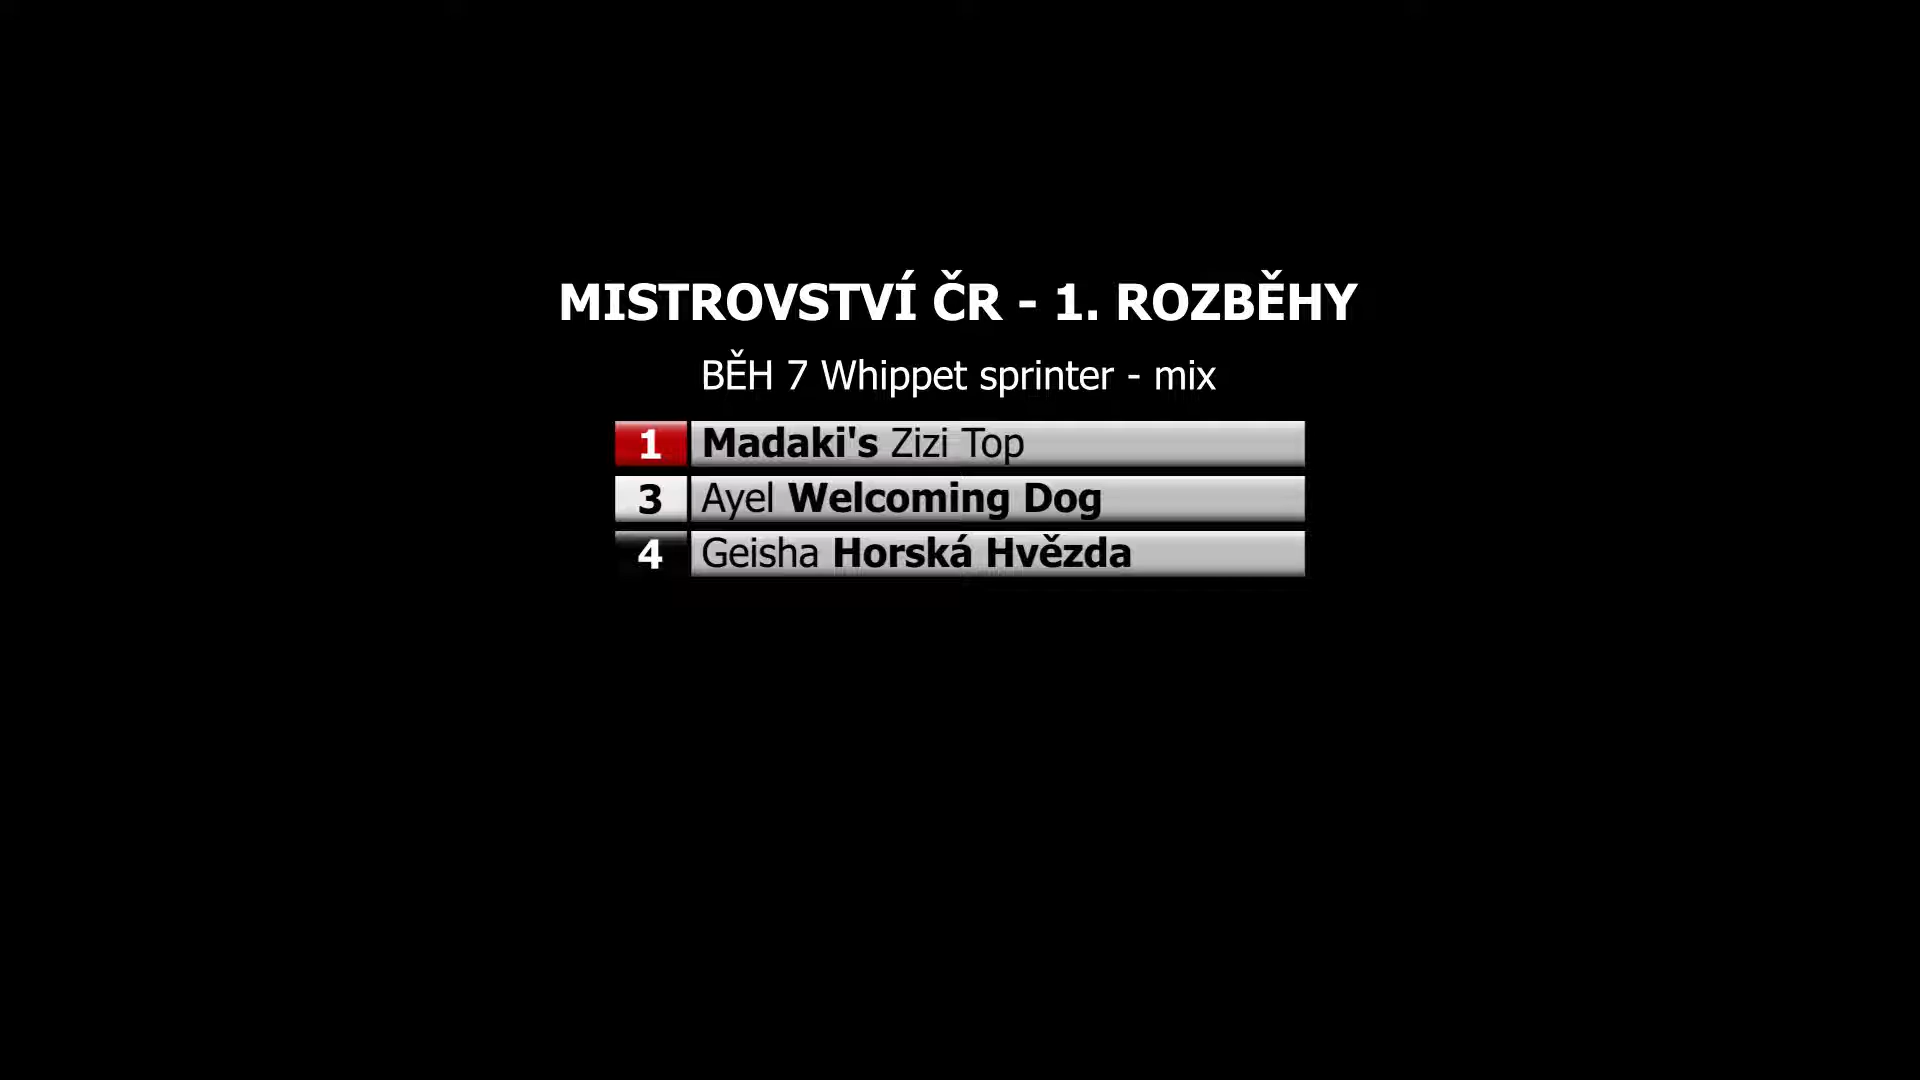 MISTROVSTVÍ ČR - 1. ROZBĚHY
BĚH 7 Whippet sprinter - mix
1 Madaki's Zizi Top
3 Ayel Welcoming Dog
4 Geisha Horská Hvězda